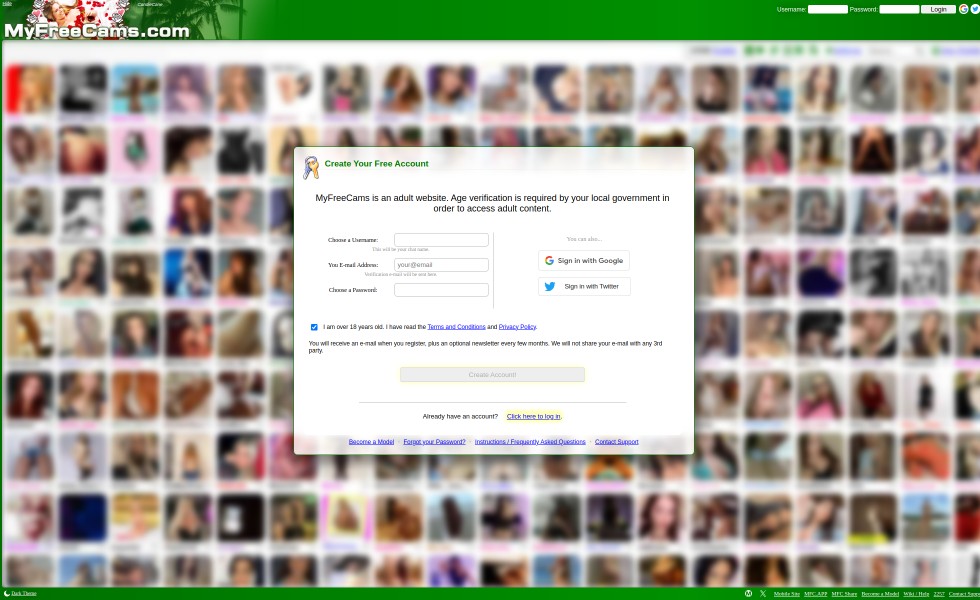 Username:
Password:
Login
MyFreeCams.com
Create Your Free Account
MyFreeCams is an adult website. Age verification is required by your local government in
order to access adult content.
Choose a Username:
This will be your chat name.
You E-mail Address:
your@email
Verification e-mail will be sent here.
Choose a Password:
You can also...
Sign in with Google
Sign in with Twitter
I am over 18 years old. I have read the Terms and Conditions and Privacy Policy.
You will receive an e-mail when you register, plus an optional newsletter every few months. We will not share your e-mail with any 3rd
party.
Create Account!
Already have an account? Click here to log in.
Become a Model - Forgot your Password? - Instructions / Frequently Asked Questions - Contact Support
Dark Theme
Mobile Site MFC.APP MFC Share Become a Model Wiki / Help 2257 Contact